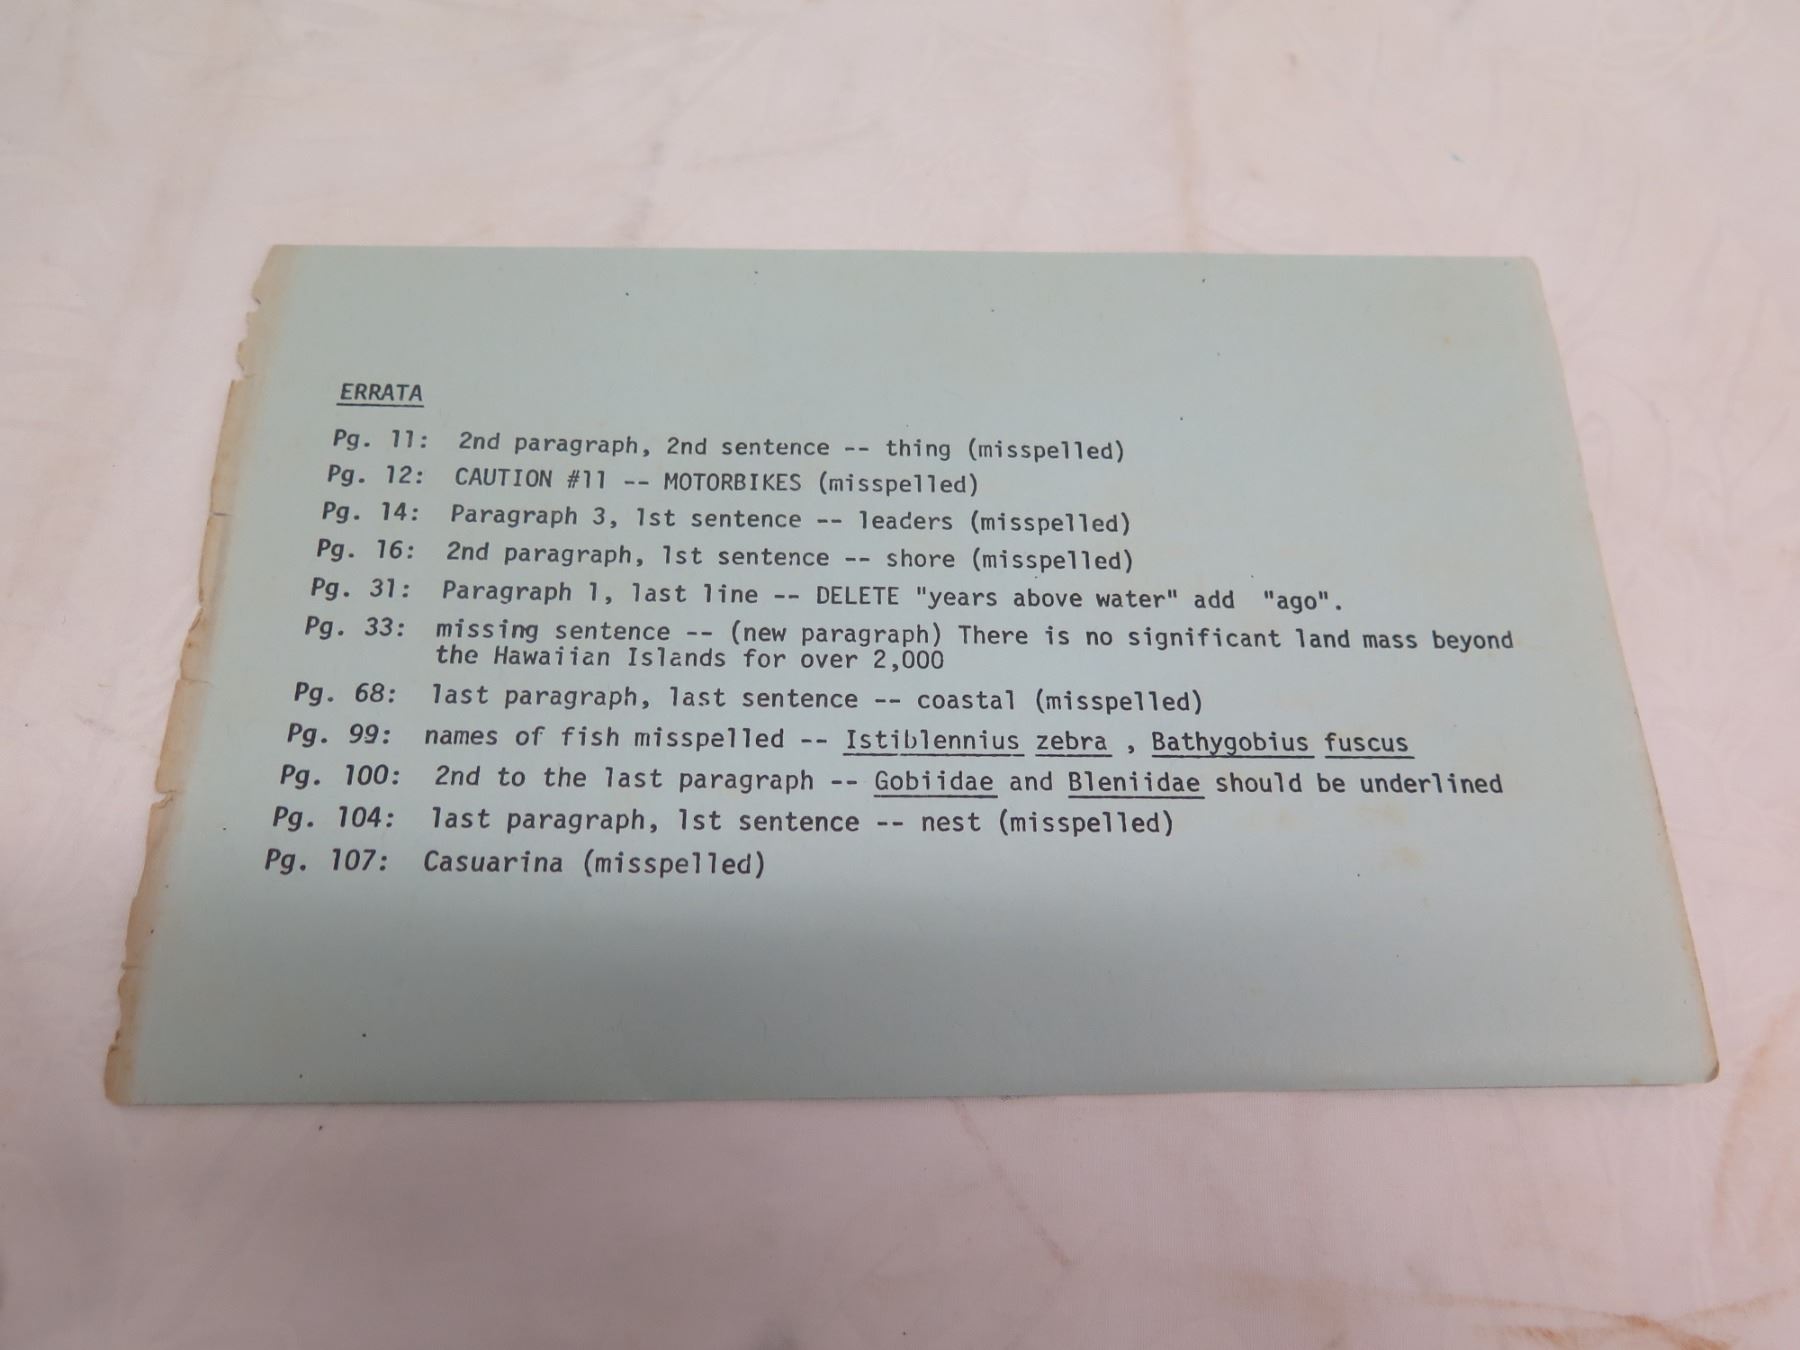 ERRATA
Pg. 11: 2nd paragraph, 2nd sentence -- thing (misspelled)
Pg. 12: CAUTION #11 -- MOTORBIKES (misspelled)
Pg. 14: Paragraph 3, 1st sentence -- leaders (misspelled)
Pg. 16: 2nd paragraph, 1st sentence -- shore (misspelled)
Pg. 31: Paragraph 1, last line -- DELETE "years above water" add "ago".
Pg. 33: missing sentence -- (new paragraph) There is no significant land mass beyond
the Hawaiian Islands for over 2,000
Pg. 68: last paragraph, last sentence -- coastal (misspelled)
Pg. 99: names of fish misspelled -- Istiblennius zebra , Bathygobius fuscus
Pg. 100: 2nd to the last paragraph -- Gobiidae and Bleniidae should be underlined
Pg. 104: last paragraph, 1st sentence -- nest (misspelled)
Pg. 107: Casuarina (misspelled)